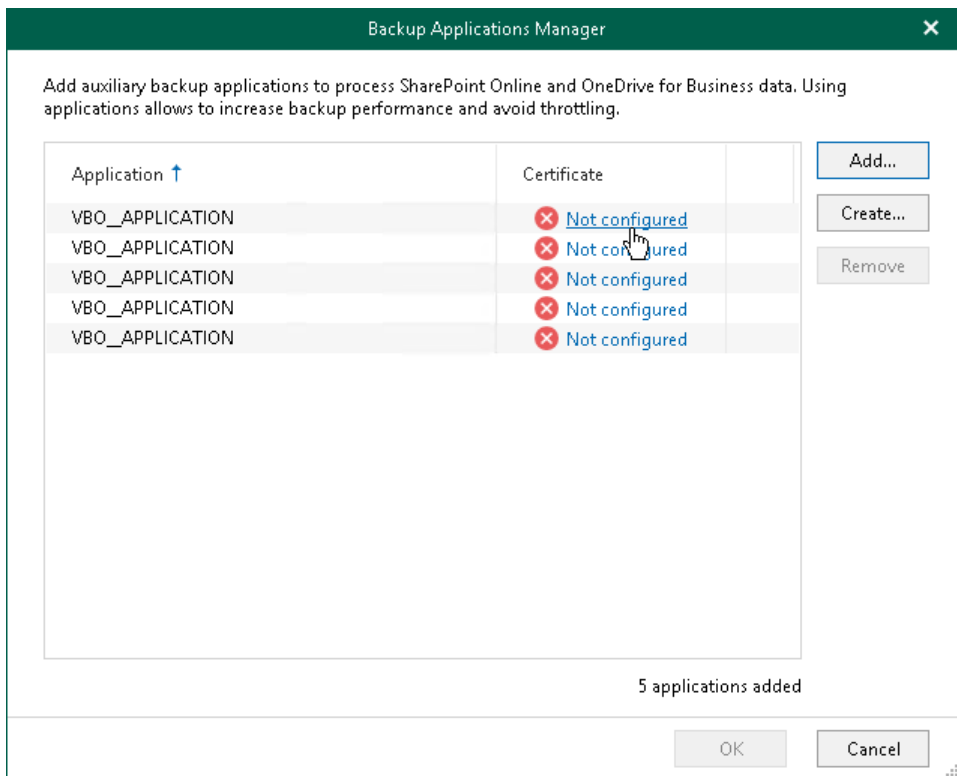 Backup Applications Manager
Add auxiliary backup applications to process SharePoint Online and OneDrive for Business data. Using
applications allows to increase backup performance and avoid throttling.
Application Certificate
Add...
VBO_APPLICATION Not configured
Create...
VBO_APPLICATION Not configured
Remove
VBO_APPLICATION Not configured
VBO_APPLICATION Not configured
VBO_APPLICATION Not configured
5 applications added
OK Cancel